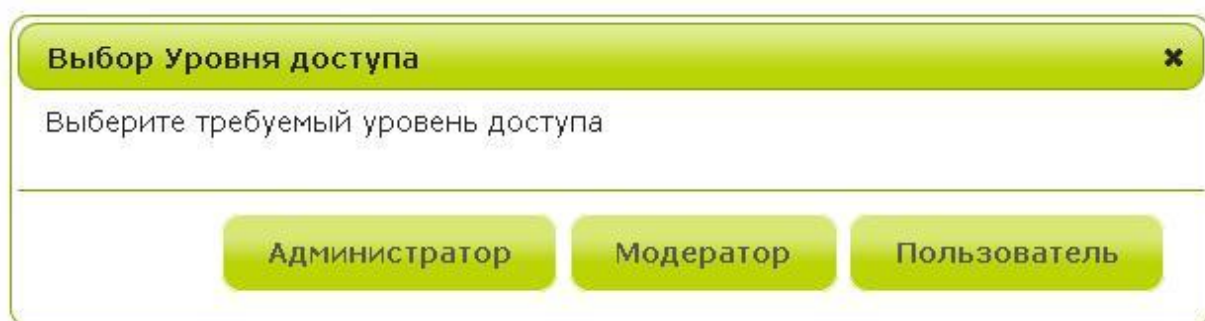 Выбор Уровня доступа
Выберите требуемый уровень доступа
Администратор Модератор Пользователь